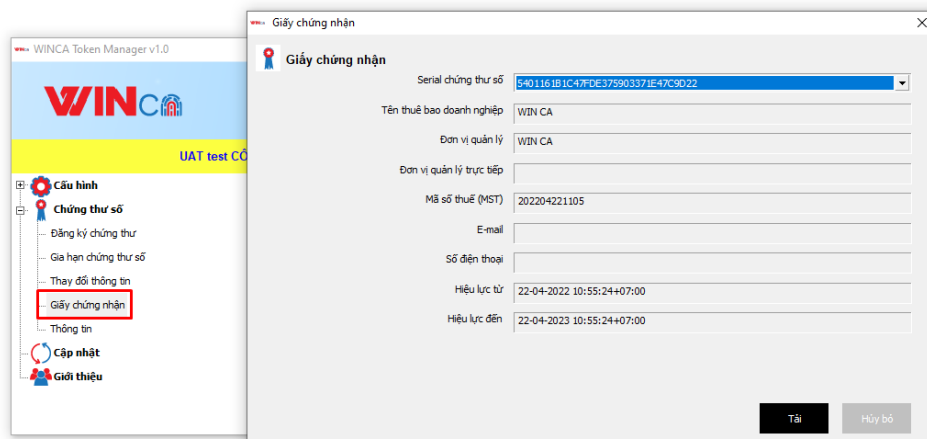 WINCA Token Manager v1.0
WINCA
UAT test CÔ
Cấu hình
Chứng thư số
Đăng ký chứng thư
Gia hạn chứng thư số
Thay đổi thông tin
Giấy chứng nhận
Thông tin
Cập nhật
Giới thiệu
Giấy chứng nhận
Giấy chứng nhận
Serial chứng thư số 5401161B1C47FDE375903371E47C9D22
Tên thuê bao doanh nghiệp WIN CA
Đơn vị quản lý WIN CA
Đơn vị quản lý trực tiếp
Mã số thuế (MST) 202204221105
E-mail
Số điện thoại
Hiệu lực từ 22-04-2022 10:55:24+07:00
Hiệu lực đến 22-04-2023 10:55:24+07:00
Tải Hủy bỏ